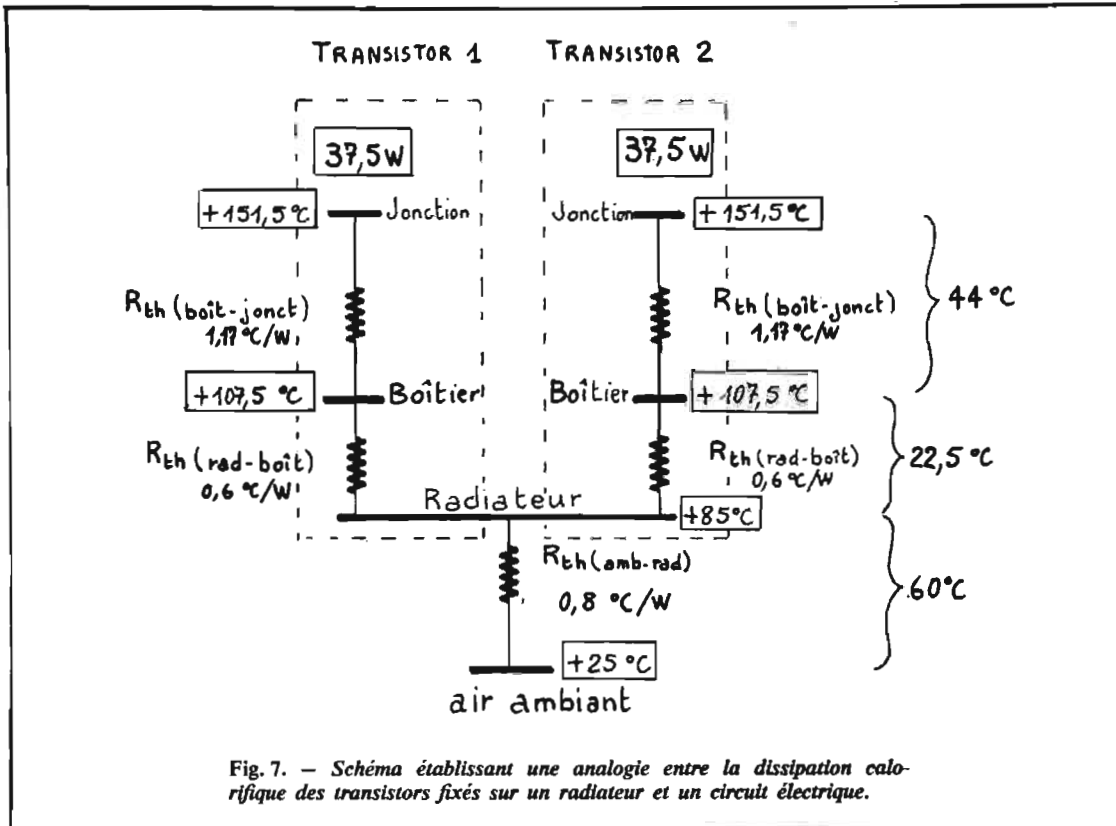 TRANSISTOR 1 TRANSISTOR 2
37,5W 37,5W
+151,5°C Jonction Jonction +151,5°C
Rth (boît-jonct) Rth (boît-jonct) 44°C
1,17°C/W 1,17°C/W
+107,5°C Boîtier Boîtier +107,5°C
Rth (rad-boît) Rth (rad-boît) 22,5°C
0,6°C/W 0,6°C/W
Radiateur +85°C
Rth (amb-rad) 60°C
0,8 °C/W
+25°C
air ambiant
Fig. 7. — Schéma établissant une analogie entre la dissipation calo-
rifique des transistors fixés sur un radiateur et un circuit électrique.